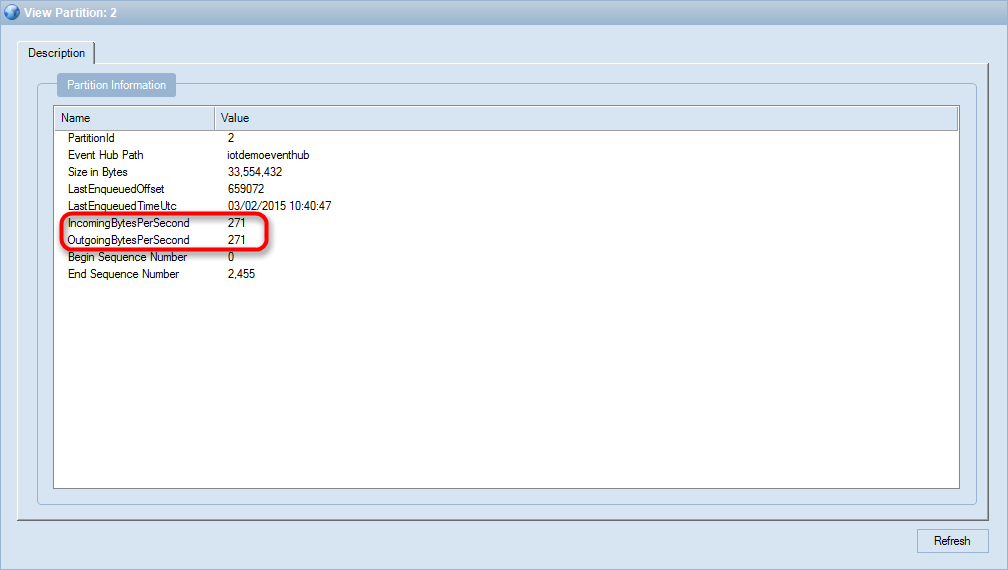 View Partition: 2
Description
Partition Information
Name Value
PartitionId 2
Event Hub Path iotdemoeventhub
Size in Bytes 33,554,432
LastEnqueuedOffset 659072
LastEnqueuedTimeUtc 03/02/2015 10:40:47
IncomingBytesPerSecond 271
OutgoingBytesPerSecond 271
Begin Sequence Number 0
End Sequence Number 2,455
Refresh